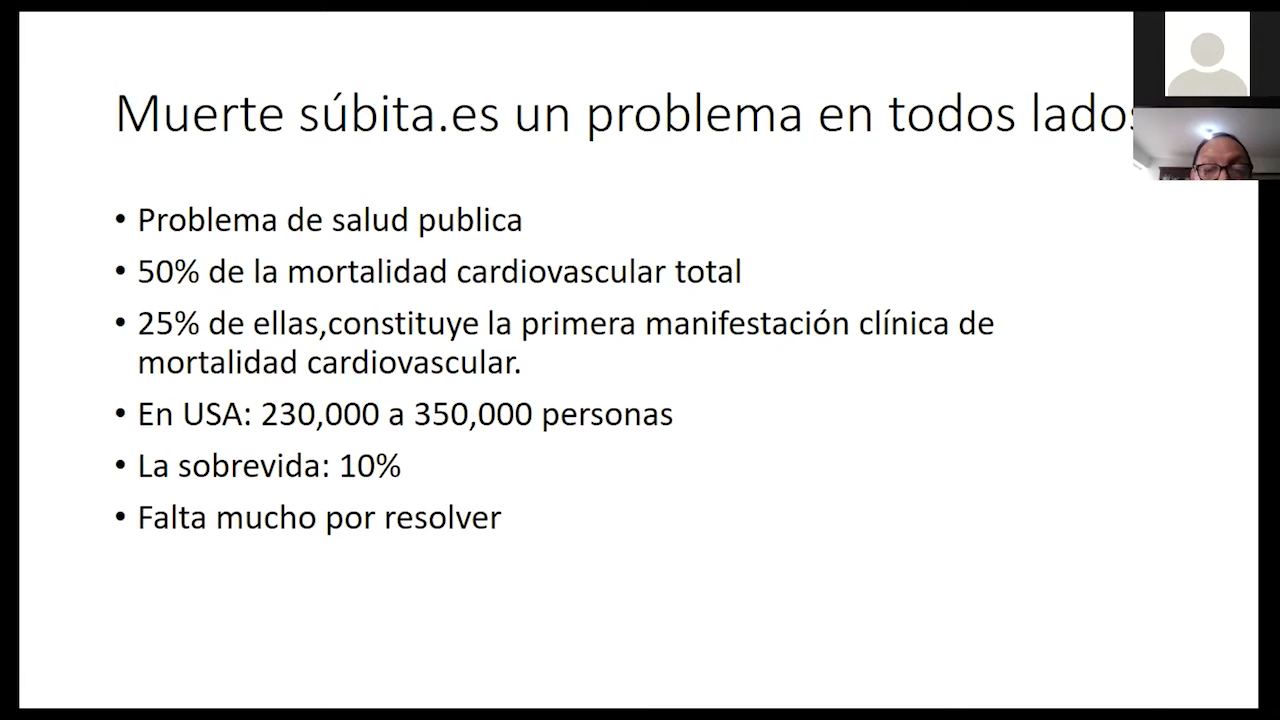 Muerte súbita.es un problema en todos lados
• Problema de salud publica
• 50% de la mortalidad cardiovascular total
• 25% de ellas,constituye la primera manifestación clínica de
mortalidad cardiovascular.
• En USA: 230,000 a 350,000 personas
• La sobrevida: 10%
• Falta mucho por resolver